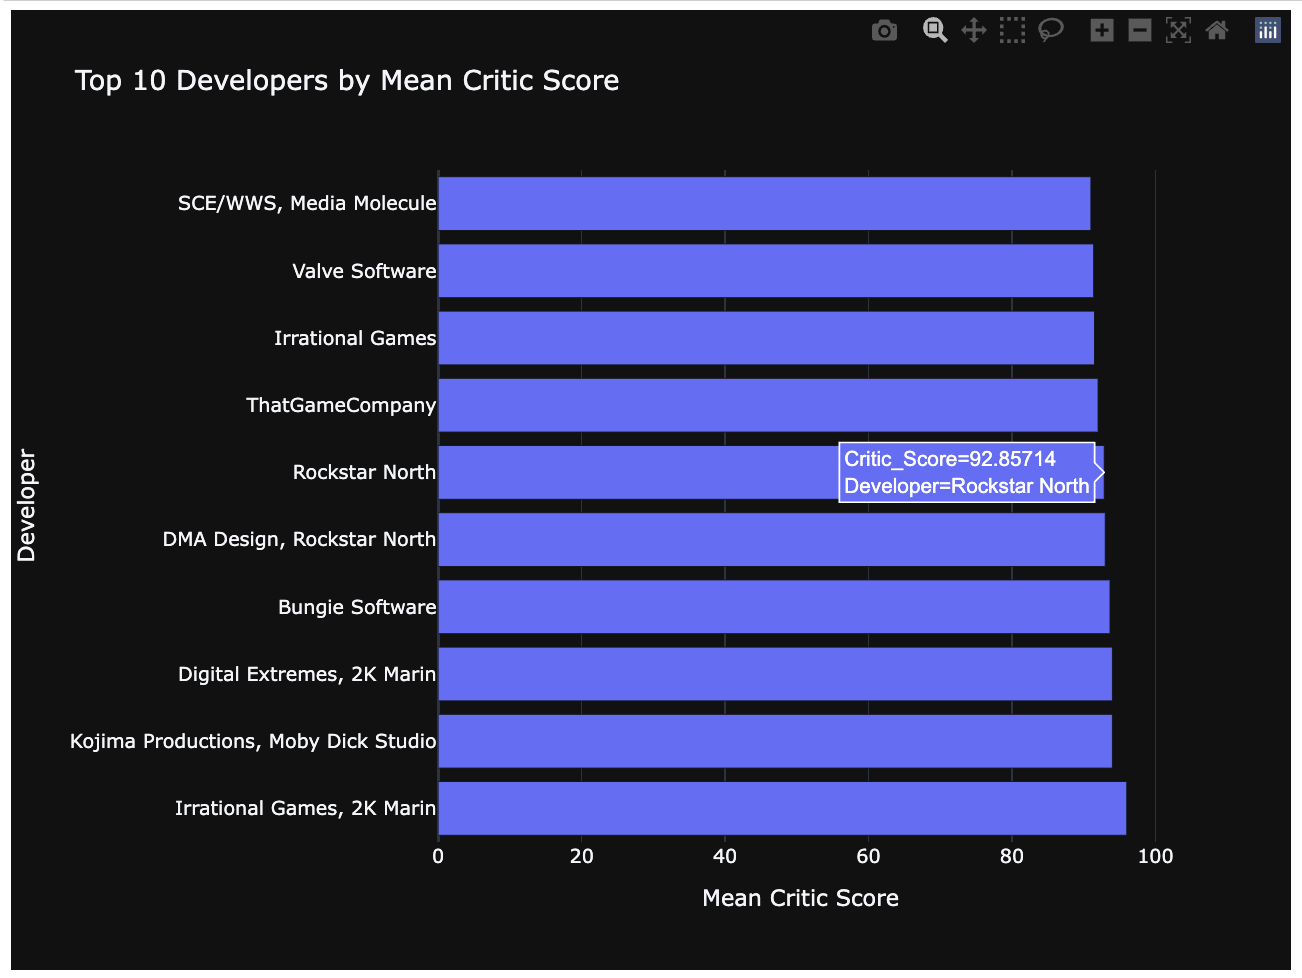 Top 10 Developers by Mean Critic Score
SCE/WWS, Media Molecule
Valve Software
Irrational Games
ThatGameCompany
Rockstar North
Critic_Score=92.85714
Developer=Rockstar North
DMA Design, Rockstar North
Bungie Software
Digital Extremes, 2K Marin
Kojima Productions, Moby Dick Studio
Irrational Games, 2K Marin
Developer
0 20 40 60 80 100
Mean Critic Score